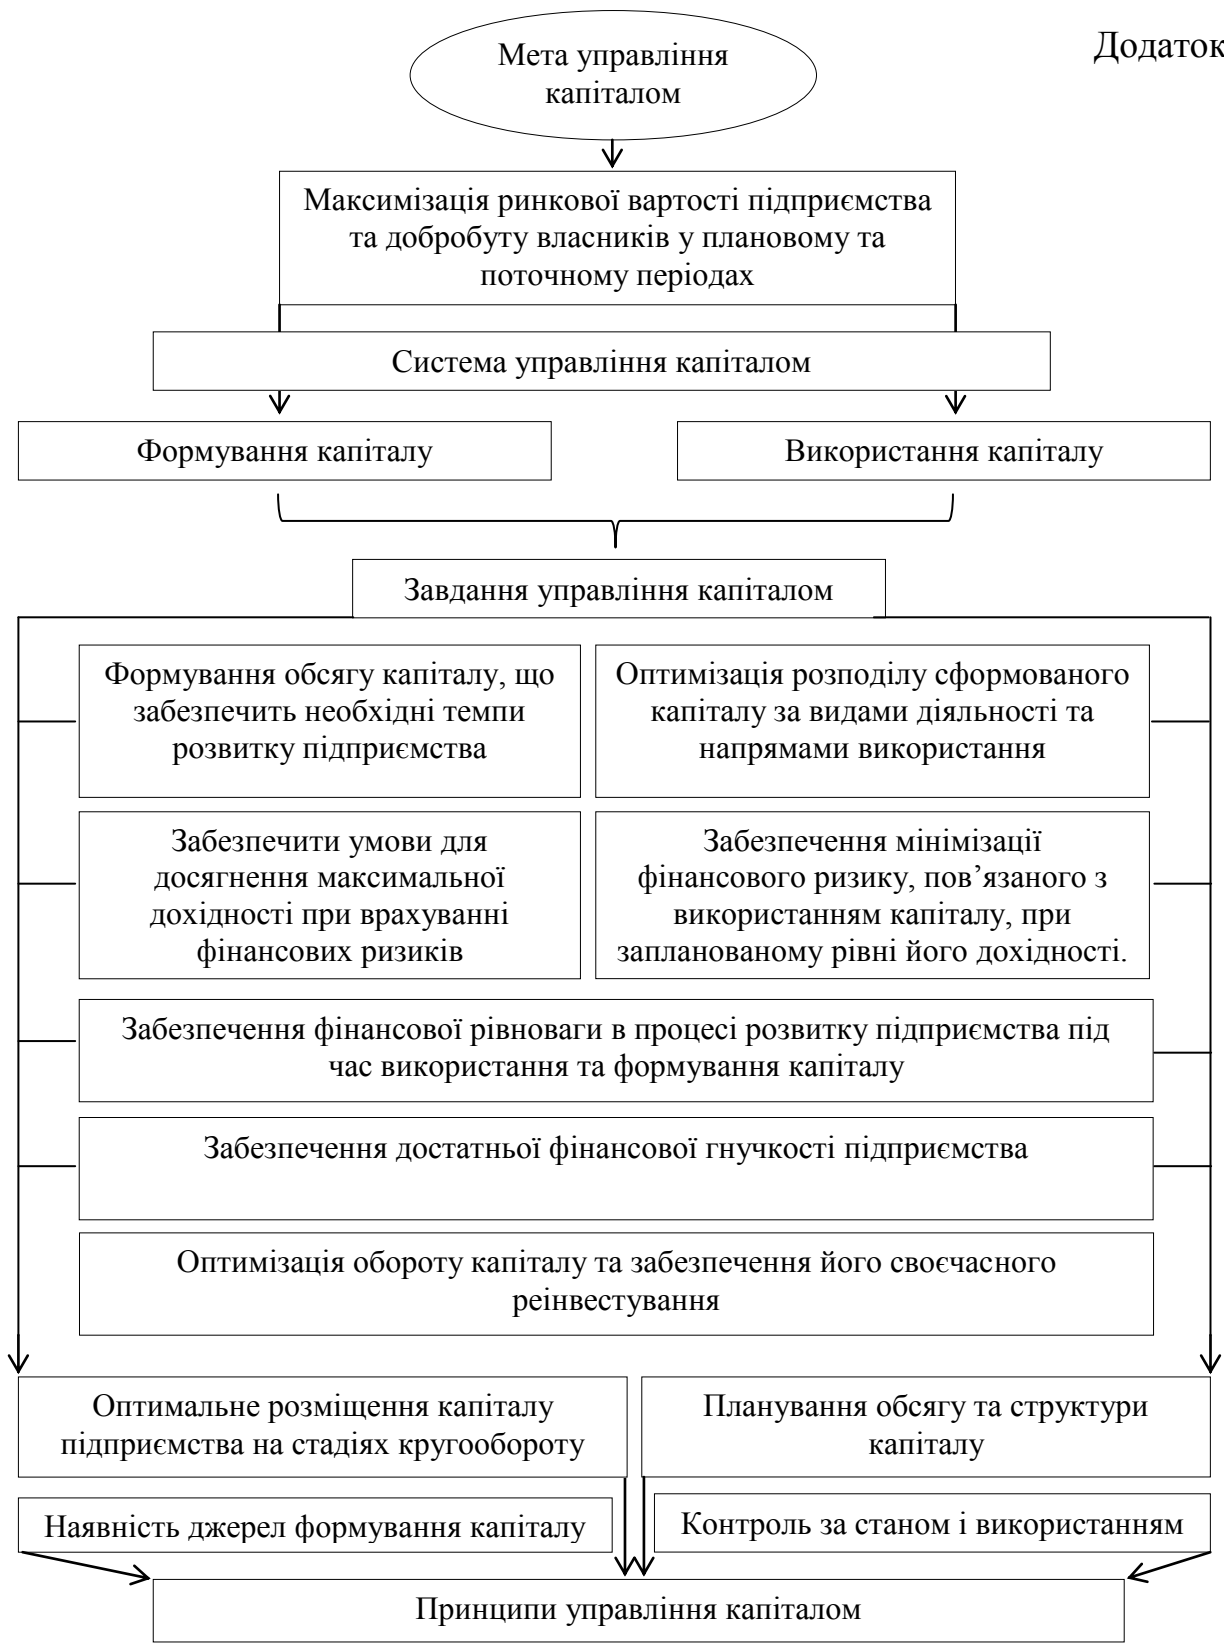 Додаток
Мета управління
капіталом
Максимізація ринкової вартості підприємства
та добробуту власників у плановому та
поточному періодах
Система управління капіталом
Формування капіталу
Використання капіталу
Завдання управління капіталом
Формування обсягу капіталу, що
забезпечить необхідні темпи
розвитку підприємства
Оптимізація розподілу сформованого
капіталу за видами діяльності та
напрямами використання
Забезпечити умови для
досягнення максимальної
дохідності при врахуванні
фінансових ризиків
Забезпечення мінімізації
фінансового ризику, пов’язаного з
використанням капіталу, при
запланованому рівні його дохідності.
Забезпечення фінансової рівноваги в процесі розвитку підприємства під
час використання та формування капіталу
Забезпечення достатньої фінансової гнучкості підприємства
Оптимізація обороту капіталу та забезпечення його своєчасного
реінвестування
Оптимальне розміщення капіталу
підприємства на стадіях кругообороту
Планування обсягу та структури
капіталу
Наявність джерел формування капіталу
Контроль за станом і використанням
Принципи управління капіталом